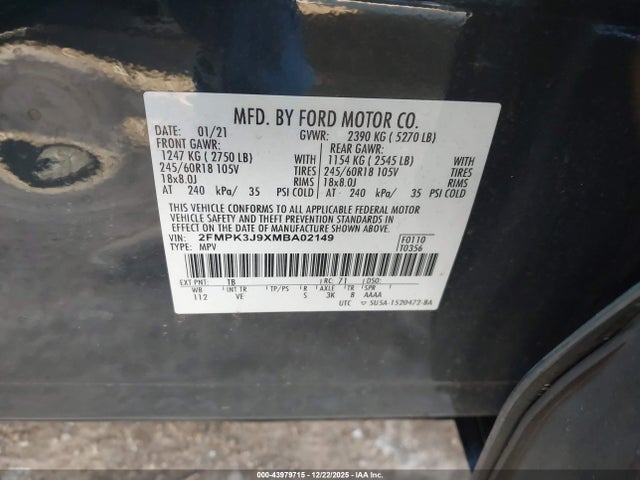 MFD. BY FORD MOTOR CO.
01/21 GVWR: 2390 KG ( 5270 LB)
FRONT GAWR: REAR GAWR:
1247 KG ( 2750 LB) WITH 1154 KG ( 2545 LB) WITH
245/60R18 105V TIRES 245/60R18 105V TIRES
18x8.0J RIMS 18x8.0J RIMS
AT 240 kPa/ 35 PSI COLD AT 240 kPa/ 35 PSI COLD
THIS VEHICLE CONFORMS TO ALL APPLICABLE FEDERAL MOTOR
VEHICLE SAFETY AND THEFT PREVENTION STANDARDS IN
EFFECT ON THE DATE OF MANUFACTURE SHOWN ABOVE.
VIN: 2FMPK3J9XMBA02149 F0110
TYPE: MPV T0356
EXT PNT: TB RC: 71 DSO:
WB INT TR TP/PS R AXLE TR SPR
112 VE S 3K 8 AAAA
UTC 5U5A-1520472-BA
000-43979715 - 12/22/2025 - IAA Inc.